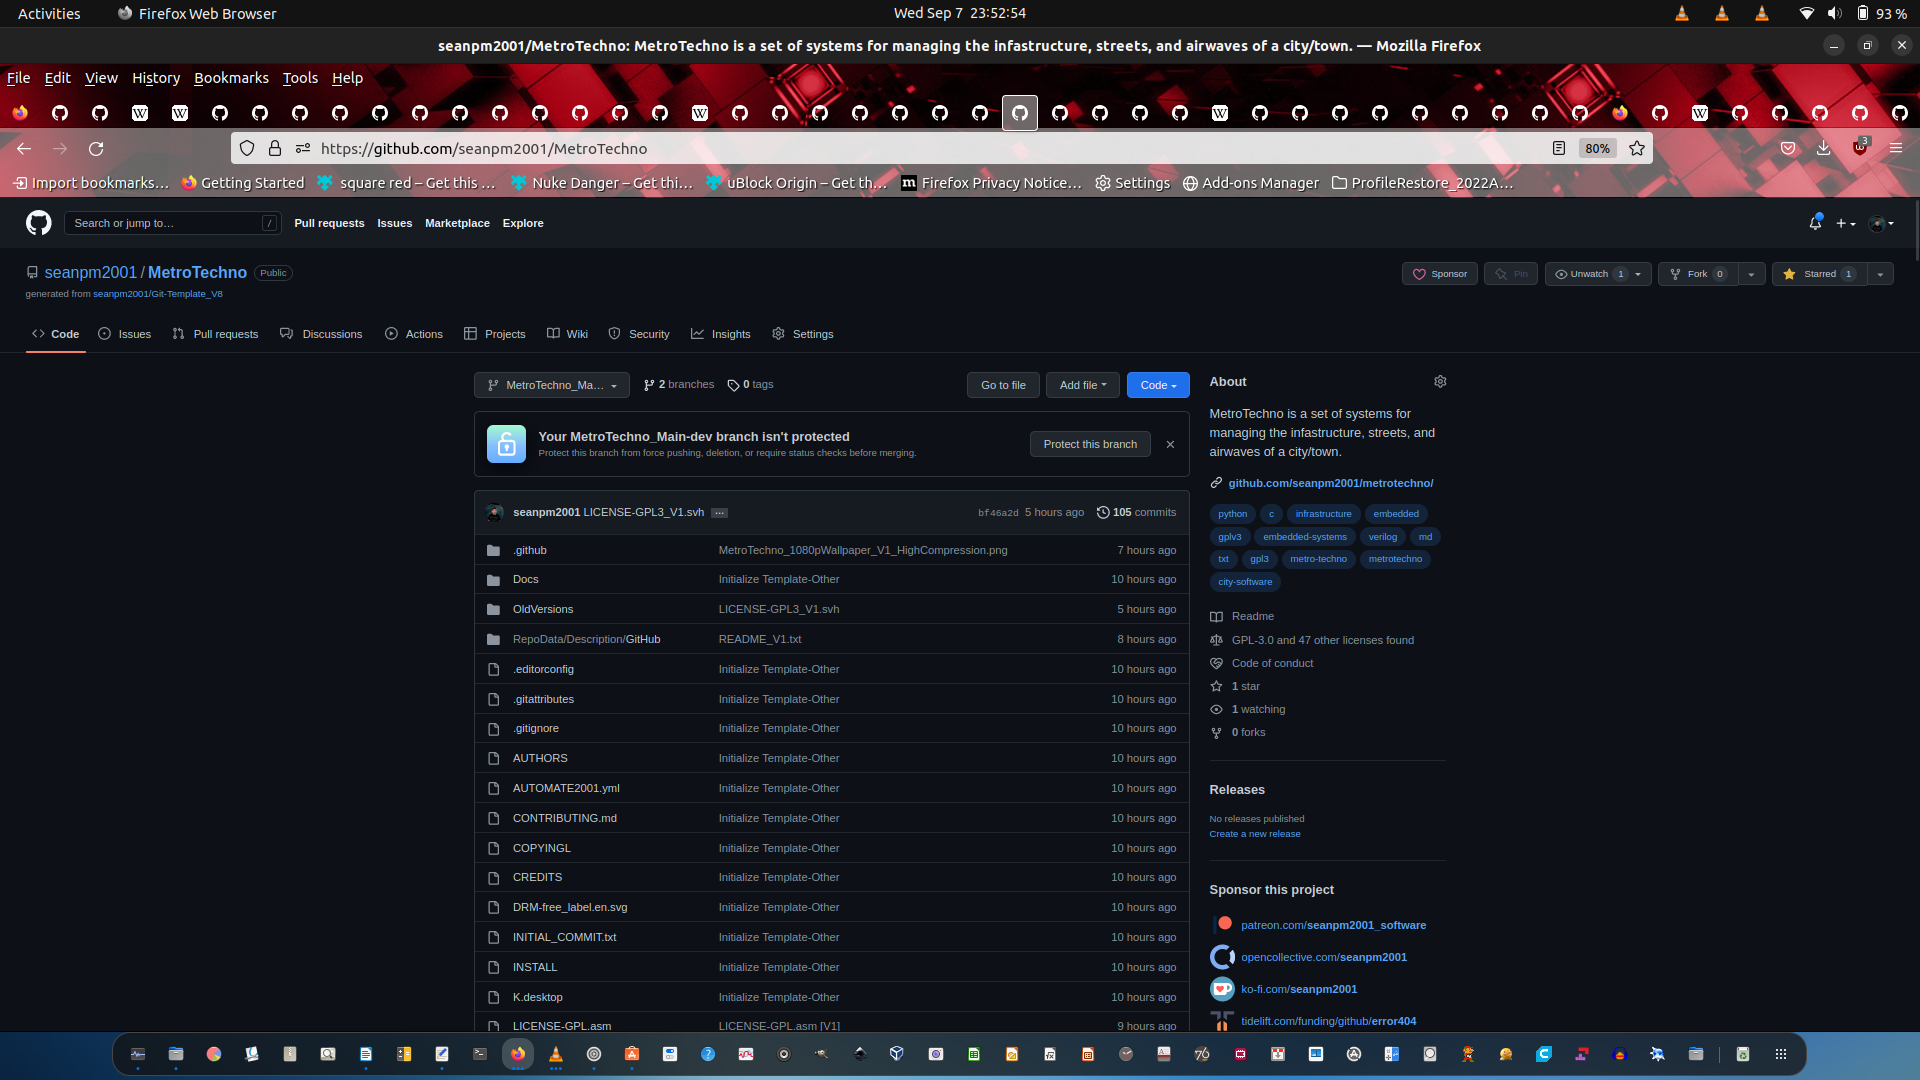 Activities
Firefox Web Browser
Wed Sep 7 23:52:54
93 %
seanpm2001/MetroTechno: MetroTechno is a set of systems for managing the infastructure, streets, and airwaves of a city/town. — Mozilla Firefox
File Edit View History Bookmarks Tools Help
https://github.com/seanpm2001/MetroTechno
80%
3
Import bookmarks…
Getting Started
square red – Get this …
Nuke Danger – Get thi…
uBlock Origin – Get th…
Firefox Privacy Notice…
Settings
Add-ons Manager
ProfileRestore_2022A…
Search or jump to…
/
Pull requests Issues Marketplace Explore
seanpm2001 / MetroTechno
Public
Sponsor
Pin
Unwatch 1
Fork 0
Starred 1
generated from seanpm2001/Git-Template_V8
Code Issues Pull requests Discussions Actions Projects Wiki Security Insights Settings
MetroTechno_Ma…
2 branches
0 tags
Go to file
Add file
Code
Your MetroTechno_Main-dev branch isn't protected
Protect this branch from force pushing, deletion, or require status checks before merging.
Protect this branch
seanpm2001 LICENSE-GPL3_V1.svh … bf46a2d 5 hours ago 105 commits
.github MetroTechno_1080pWallpaper_V1_HighCompression.png 7 hours ago
Docs Initialize Template-Other 10 hours ago
OldVersions LICENSE-GPL3_V1.svh 5 hours ago
RepoData/Description/GitHub README_V1.txt 8 hours ago
.editorconfig Initialize Template-Other 10 hours ago
.gitattributes Initialize Template-Other 10 hours ago
.gitignore Initialize Template-Other 10 hours ago
AUTHORS Initialize Template-Other 10 hours ago
AUTOMATE2001.yml Initialize Template-Other 10 hours ago
CONTRIBUTING.md Initialize Template-Other 10 hours ago
COPYINGL Initialize Template-Other 10 hours ago
CREDITS Initialize Template-Other 10 hours ago
DRM-free_label.en.svg Initialize Template-Other 10 hours ago
INITIAL_COMMIT.txt Initialize Template-Other 10 hours ago
INSTALL Initialize Template-Other 10 hours ago
K.desktop Initialize Template-Other 10 hours ago
LICENSE-GPL.asm LICENSE-GPL.asm [V1] 9 hours ago
About
MetroTechno is a set of systems for
managing the infastructure, streets, and
airwaves of a city/town.
github.com/seanpm2001/metrotechno/
python c infrastructure embedded
gplv3 embedded-systems verilog md
txt gpl3 metro-techno metrotechno
city-software
Readme
GPL-3.0 and 47 other licenses found
Code of conduct
1 star
1 watching
0 forks
Releases
No releases published
Create a new release
Sponsor this project
patreon.com/seanpm2001_software
opencollective.com/seanpm2001
ko-fi.com/seanpm2001
tidelift.com/funding/github/error404